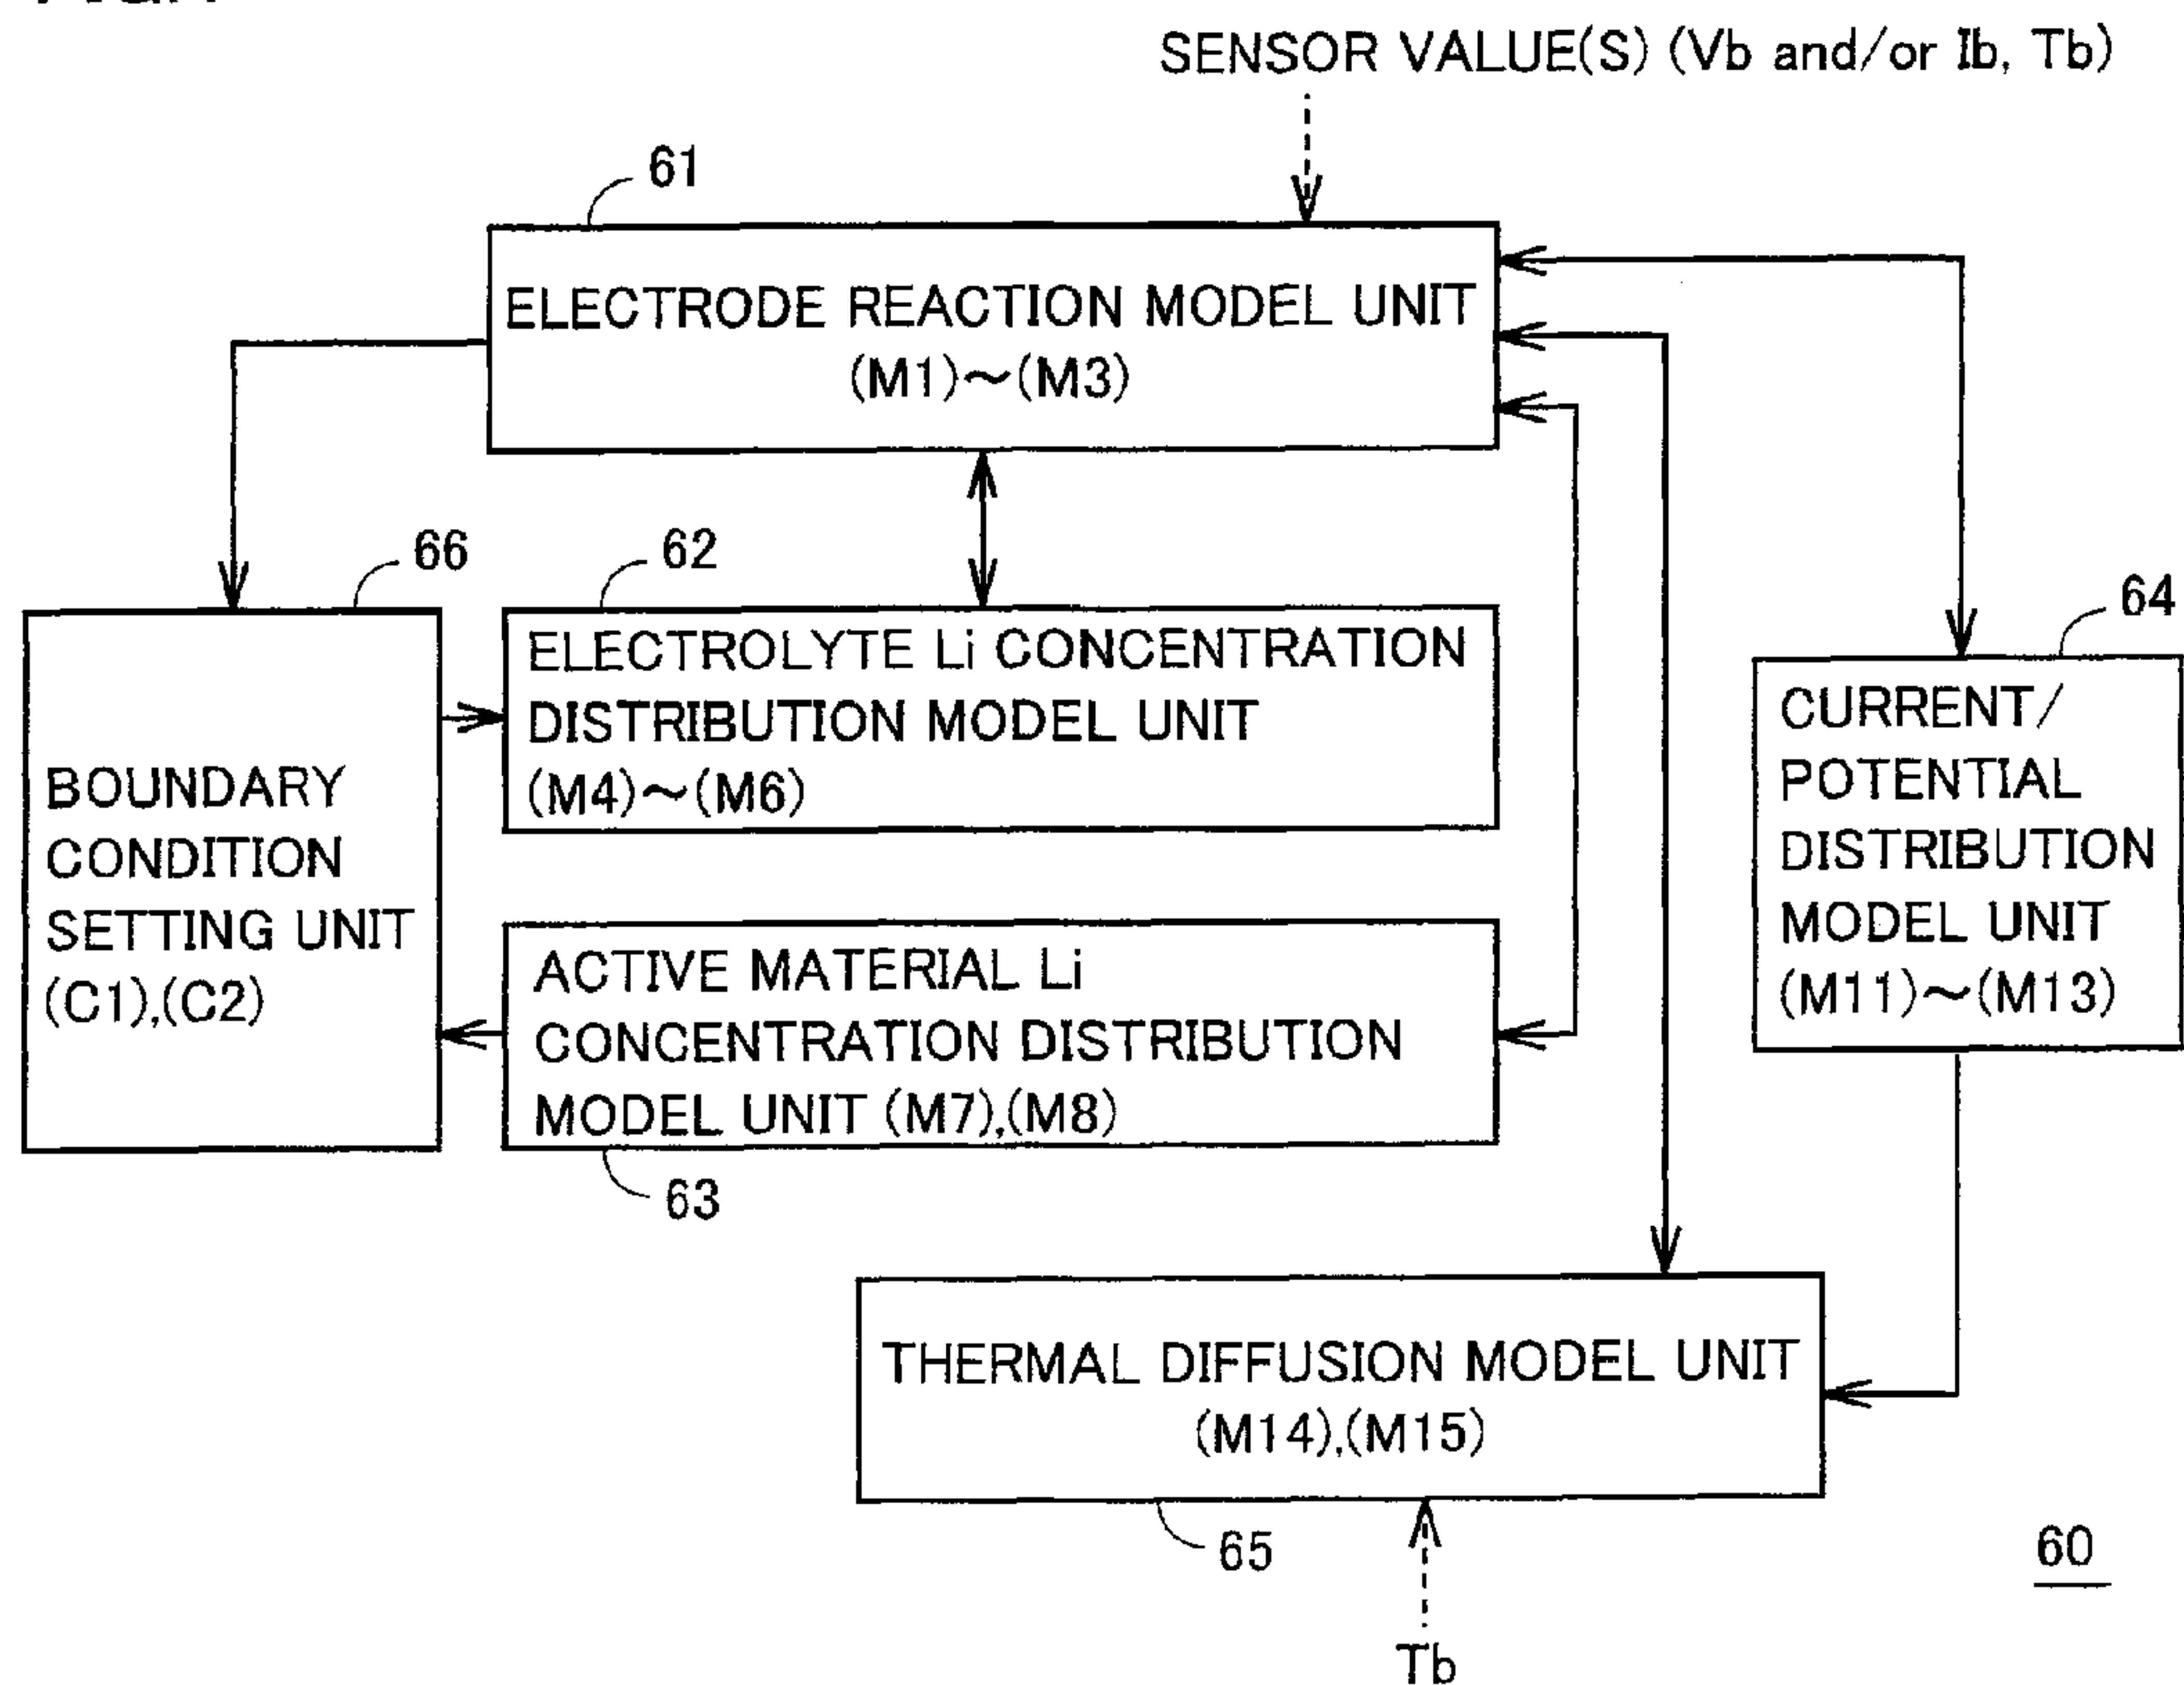 SENSOR VALUE(S) (Vb and/or Ib, Tb)
61
ELECTRODE REACTION MODEL UNIT
(M1)～(M3)
66
62
64
ELECTROLYTE Li CONCENTRATION
DISTRIBUTION MODEL UNIT
(M4)～(M6)
BOUNDARY
CONDITION
SETTING UNIT
(C1),(C2)
CURRENT/
POTENTIAL
DISTRIBUTION
MODEL UNIT
(M11)～(M13)
ACTIVE MATERIAL Li
CONCENTRATION DISTRIBUTION
MODEL UNIT (M7),(M8)
63
THERMAL DIFFUSION MODEL UNIT
(M14),(M15)
65
60
Tb